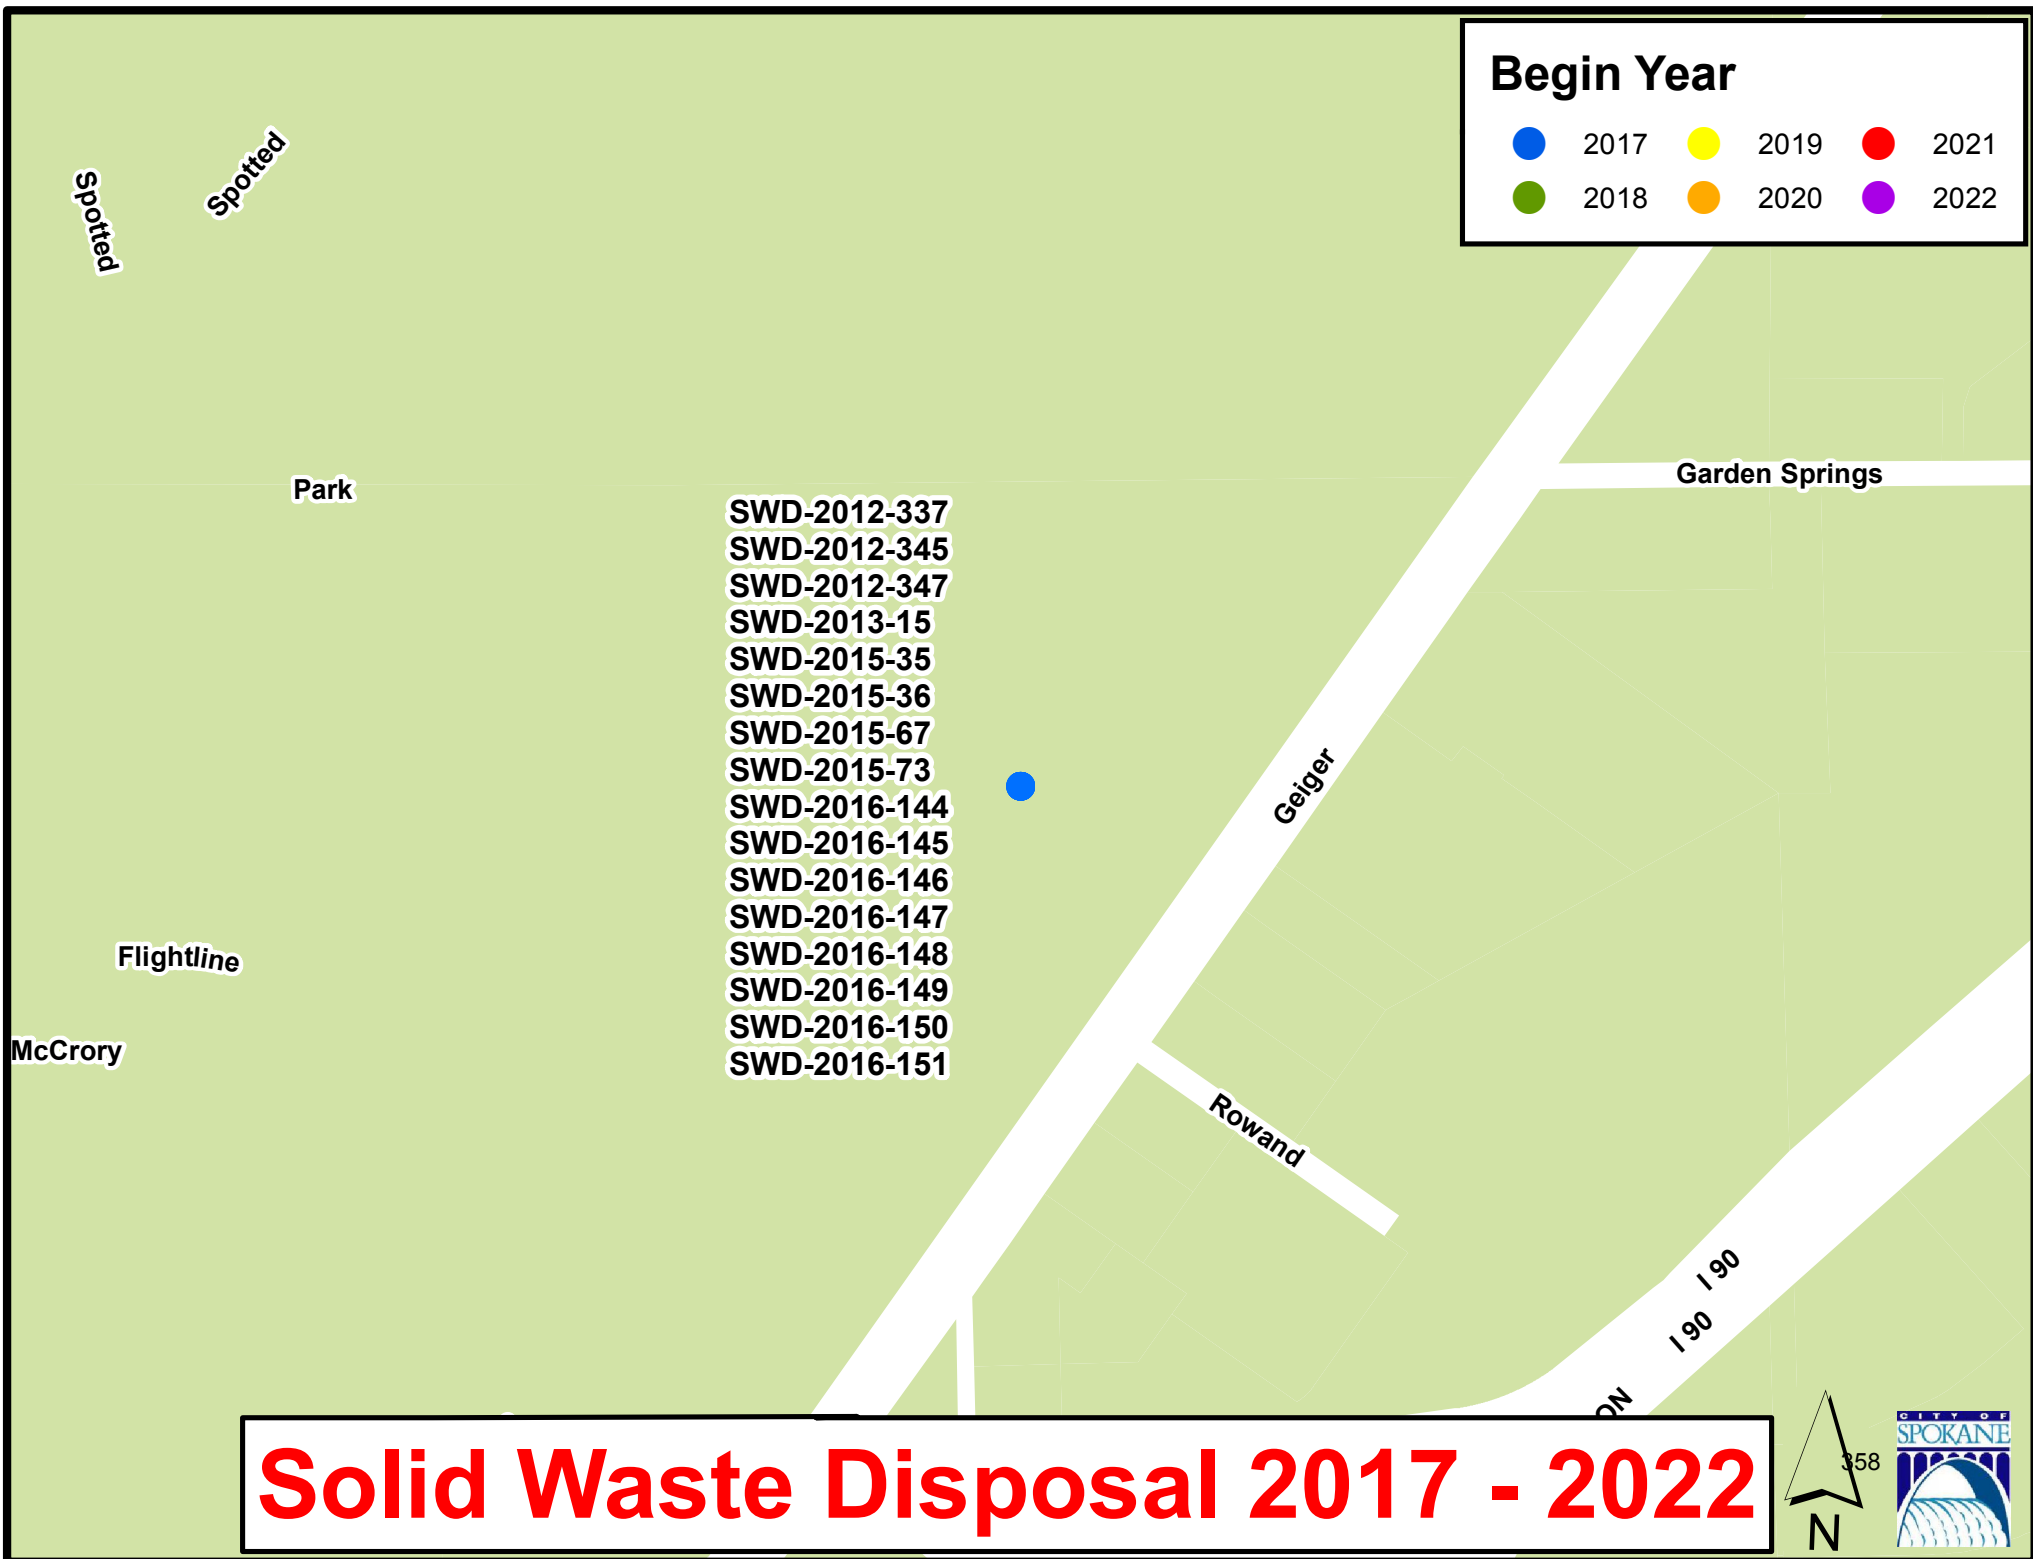 Begin Year
2017 2019 2021
2018 2020 2022
Spotted
Spotted
Park
Garden Springs
SWD-2012-337
SWD-2012-345
SWD-2012-347
SWD-2013-15
SWD-2015-35
SWD-2015-36
SWD-2015-67
SWD-2015-73
SWD-2016-144
SWD-2016-145
SWD-2016-146
SWD-2016-147
SWD-2016-148
SWD-2016-149
SWD-2016-150
SWD-2016-151
Geiger
Flightline
McCrory
Rowand
I 90
I 90
ON
Solid Waste Disposal 2017 - 2022
358
N
CITY OF
SPOKANE